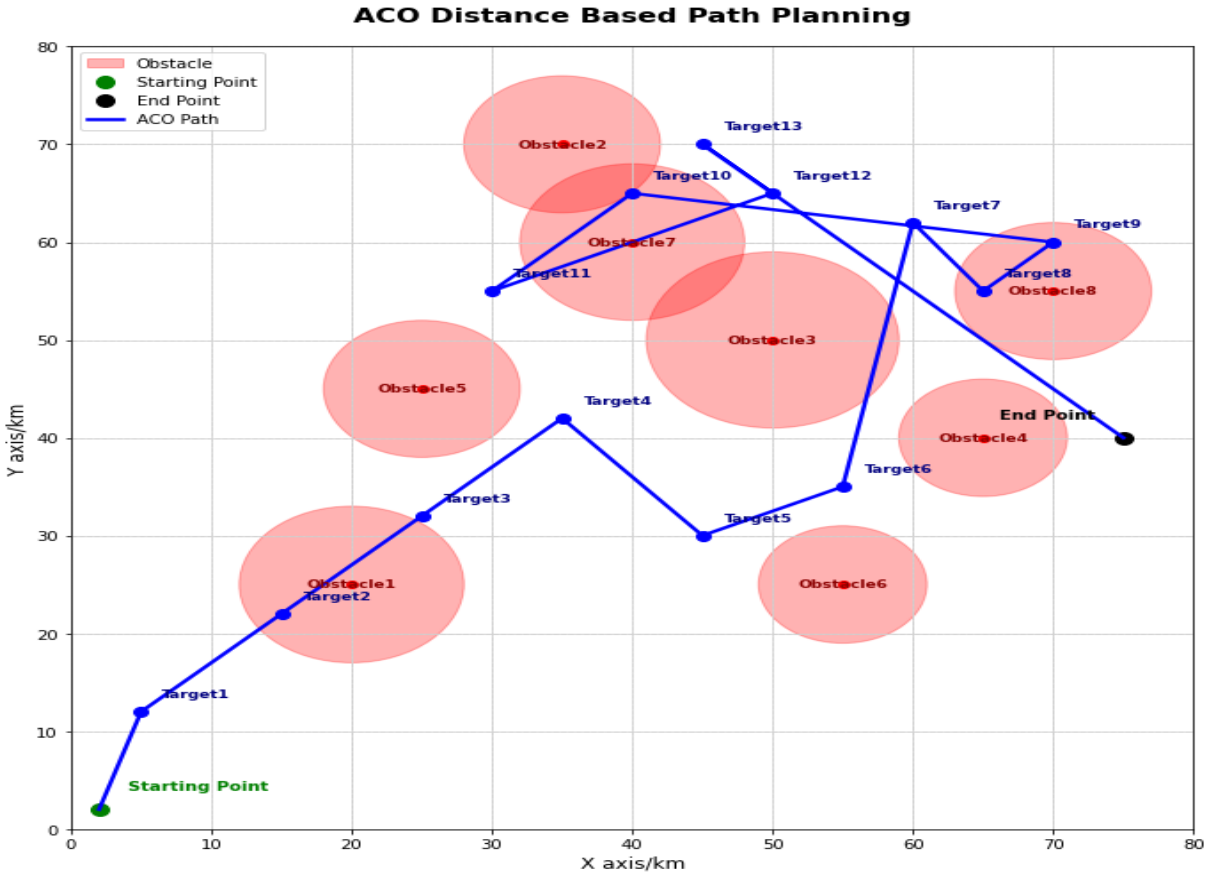 ACO Distance Based Path Planning
Obstacle
Starting Point
End Point
ACO Path
Target13
Obstacle2
Target10
Target12
Target7
Obstacle7
Target9
Target11
Target8
Obstacle8
Obstacle3
Obstacle5
Target4
End Point
Obstacle4
Target6
Target3
Target5
Obstacle1
Obstacle6
Target2
Target1
Starting Point
80
70
60
50
40
30
20
10
0
Y axis/km
0 10 20 30 40 50 60 70 80
X axis/km